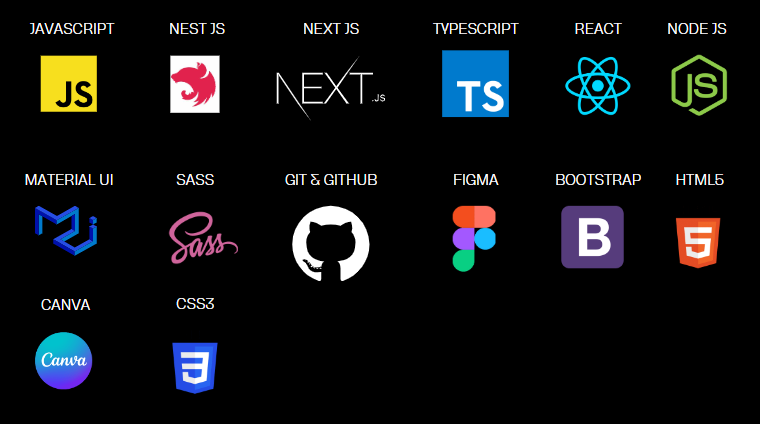 JAVASCRIPT
NEST JS
NEXT JS
TYPESCRIPT
REACT
NODE JS
JS
NEXT.JS
TS
JS
MATERIAL UI
SASS
GIT & GITHUB
FIGMA
BOOTSTRAP
HTML5
Sass
B
5
CANVA
CSS3
Canva
3